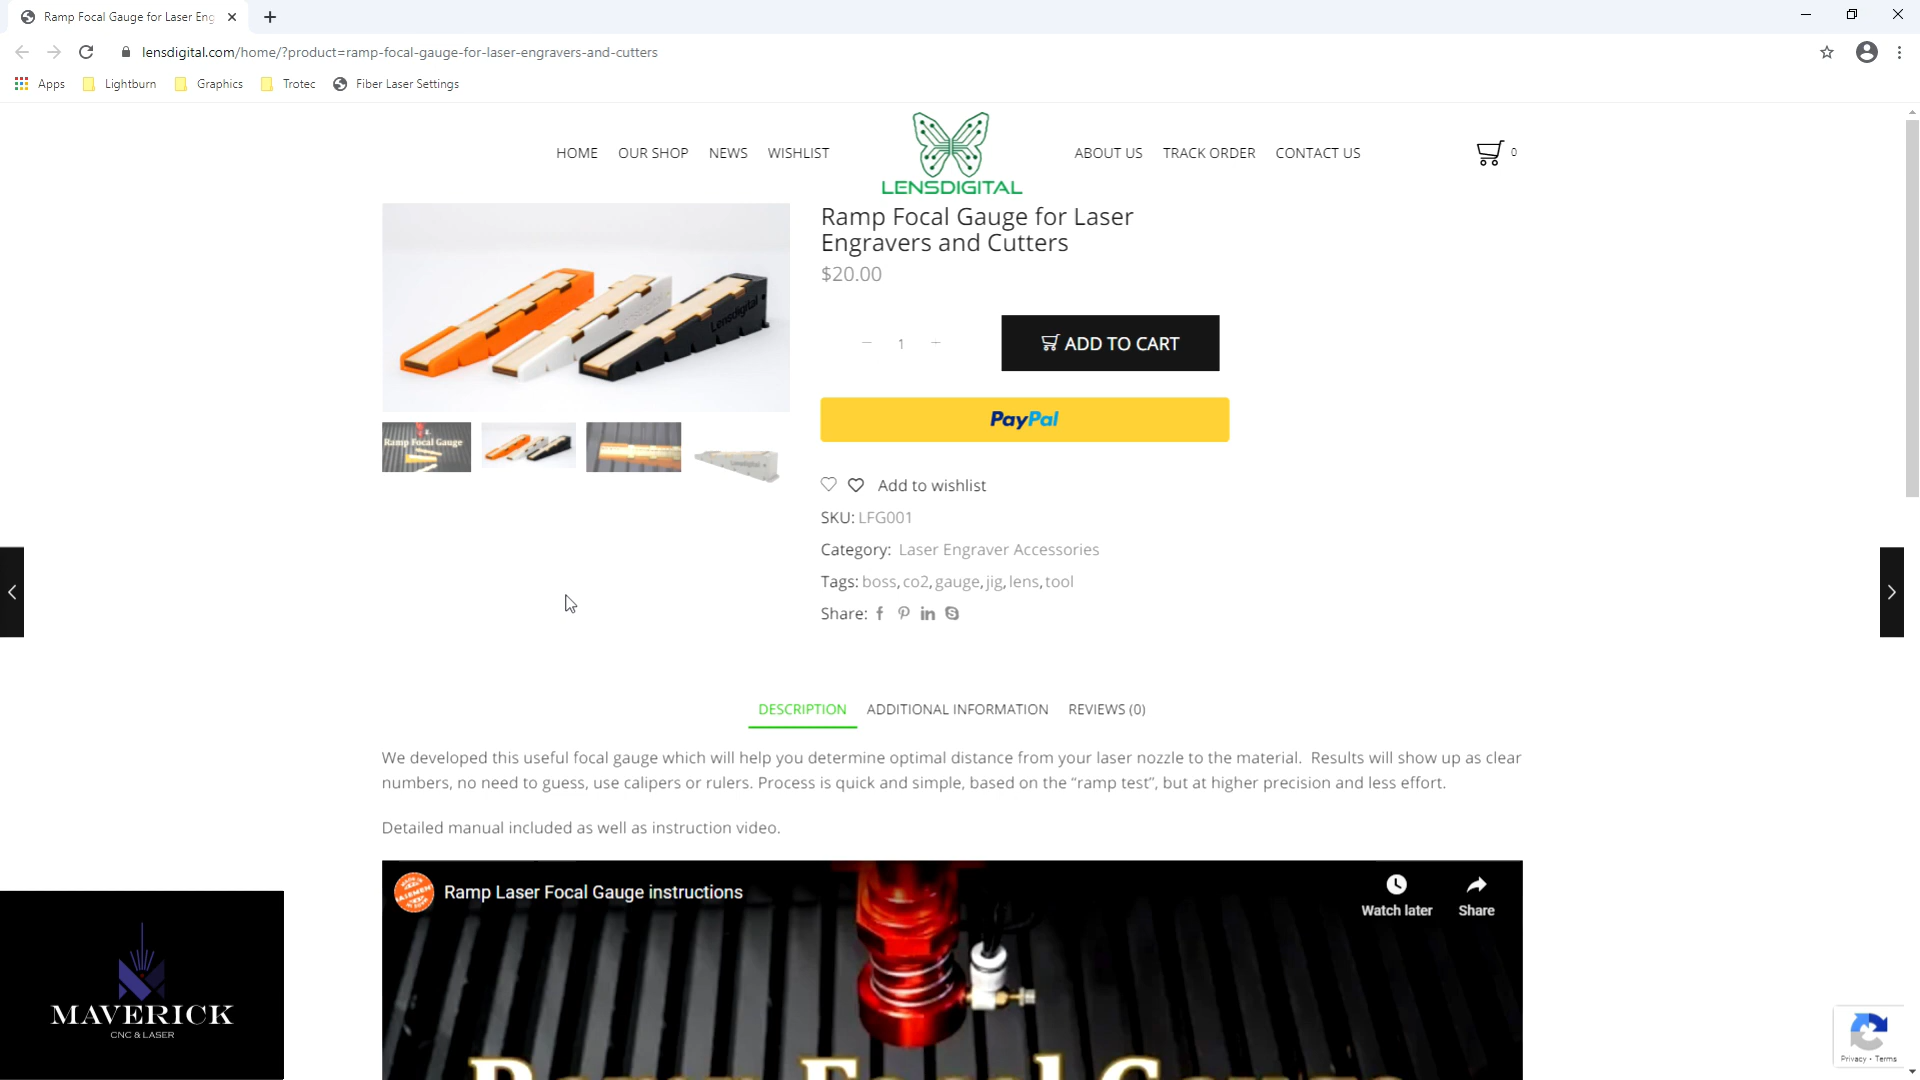 Ramp Focal Gauge for Laser Eng
lensdigital.com/home/?product=ramp-focal-gauge-for-laser-engravers-and-cutters
Apps Lightburn Graphics Trotec Fiber Laser Settings
HOME OUR SHOP NEWS WISHLIST
LENSDIGITAL
ABOUT US TRACK ORDER CONTACT US
0
Ramp Focal Gauge for Laser
Engravers and Cutters
$20.00
1
ADD TO CART
PayPal
Lensdigital
Ramp Focal Gauge
Lensdigital
Add to wishlist
SKU: LFG001
Category: Laser Engraver Accessories
Tags: boss, co2, gauge, jig, lens, tool
Share:
DESCRIPTION ADDITIONAL INFORMATION REVIEWS (0)
We developed this useful focal gauge which will help you determine optimal distance from your laser nozzle to the material. Results will show up as clear
numbers, no need to guess, use calipers or rulers. Process is quick and simple, based on the “ramp test”, but at higher precision and less effort.
Detailed manual included as well as instruction video.
Ramp Laser Focal Gauge instructions
Watch later Share
Ramp Focal Gauge
MAVERICK
CNC & LASER
Privacy - Terms